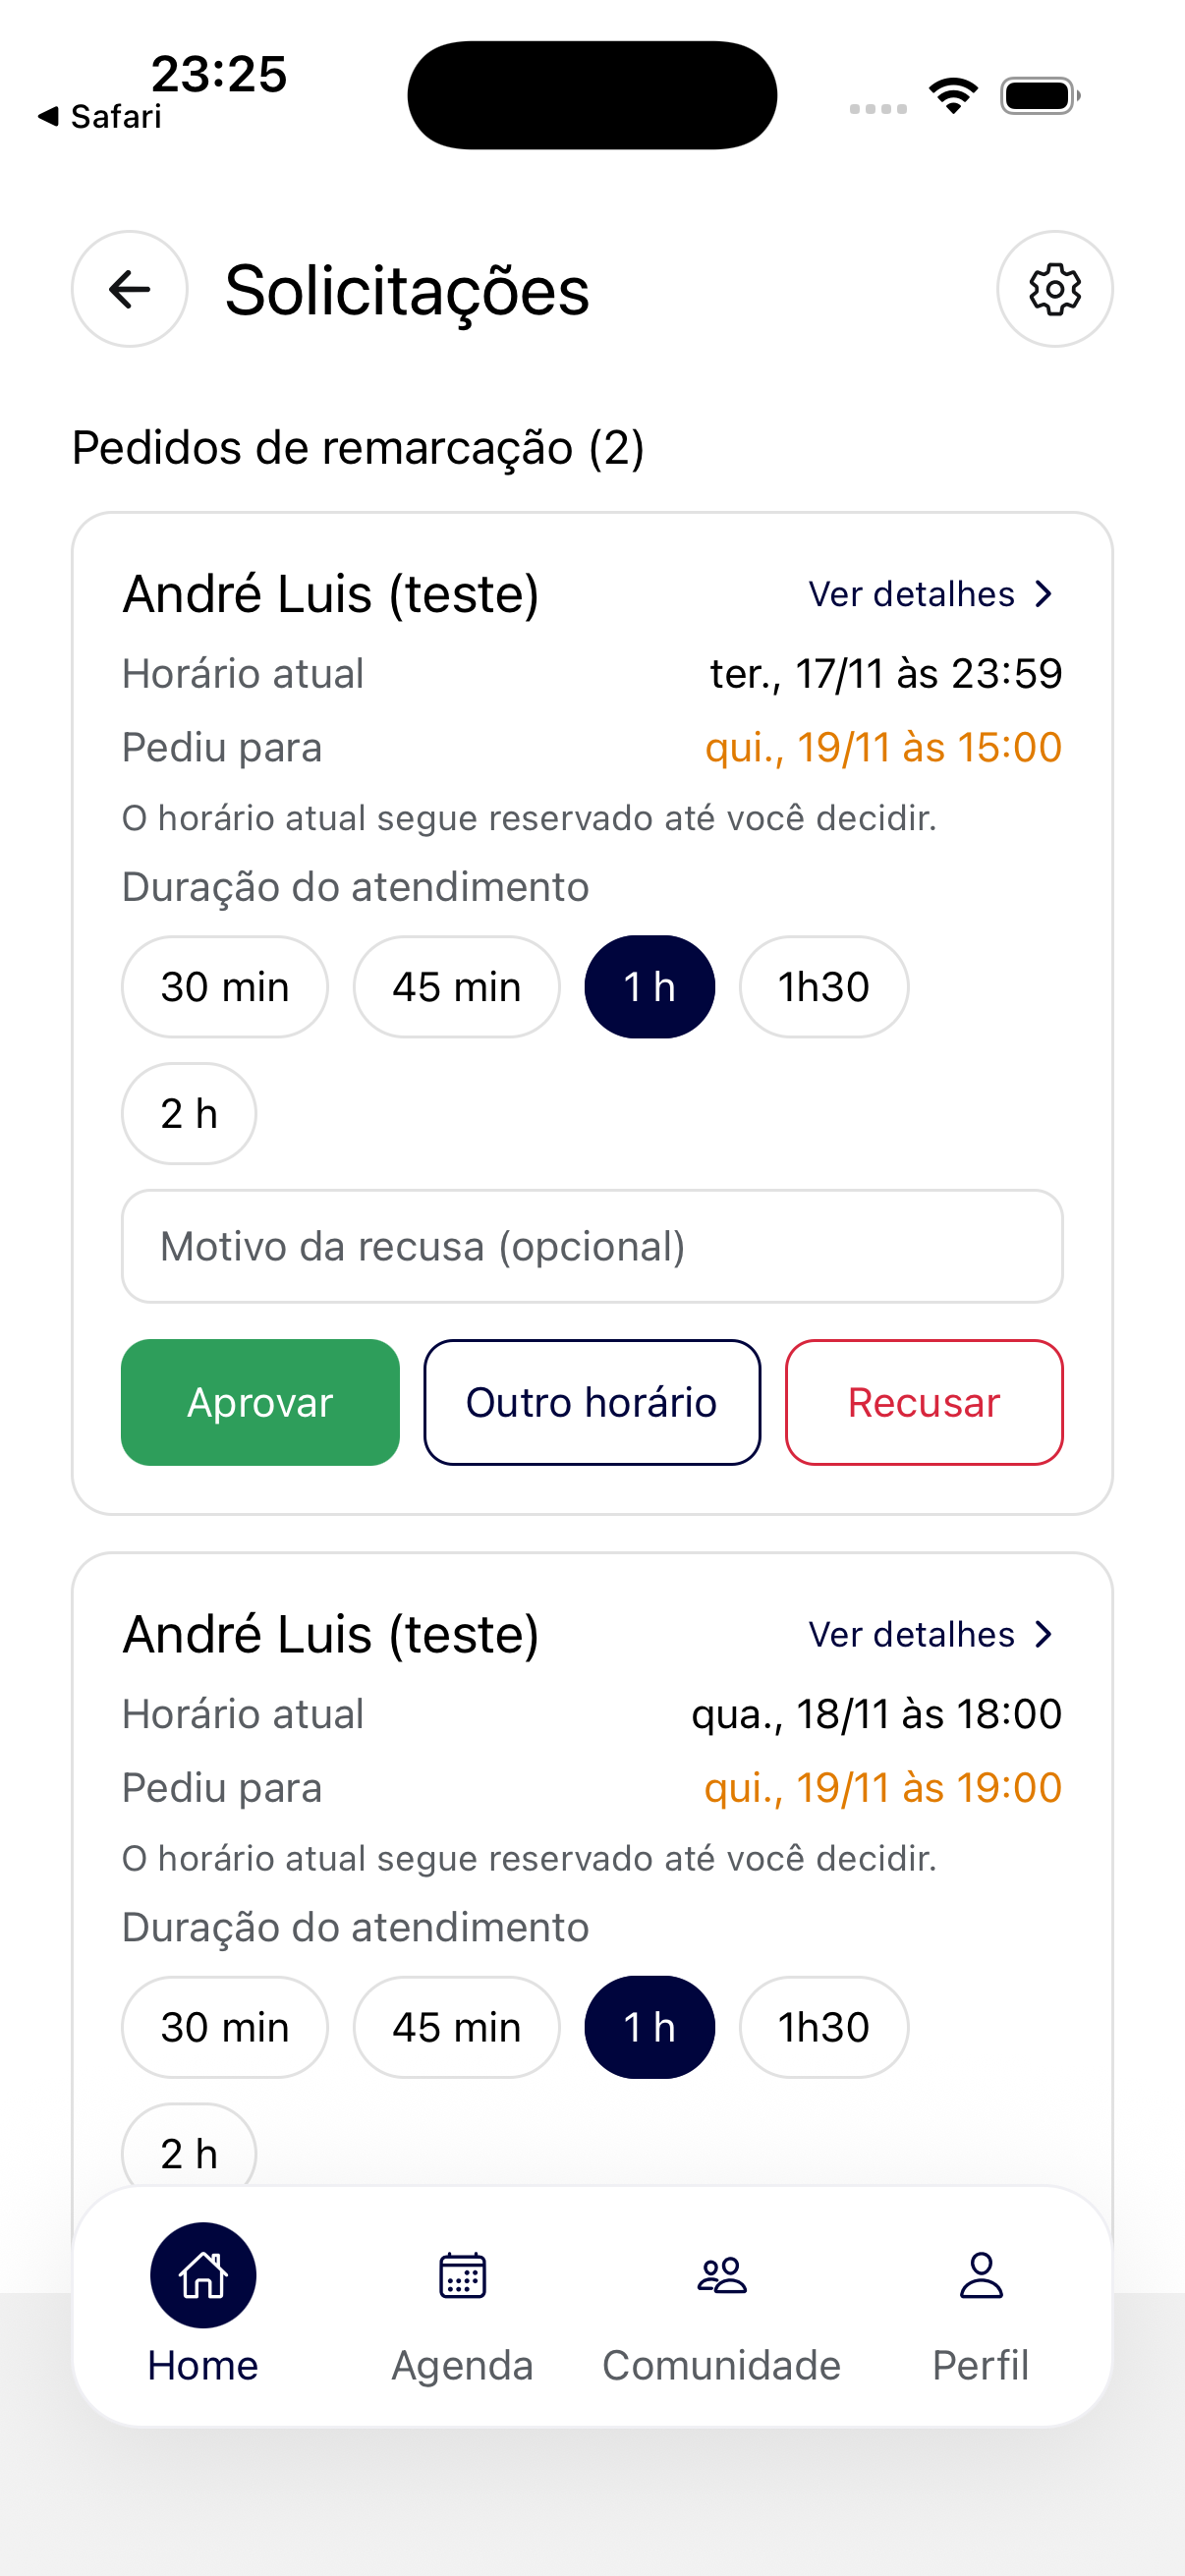 23:25
Safari
Solicitações
Pedidos de remarcação (2)
André Luis (teste) Ver detalhes
Horário atual ter., 17/11 às 23:59
Pediu para qui., 19/11 às 15:00
O horário atual segue reservado até você decidir.
Duração do atendimento
30 min 45 min 1 h 1h30
2 h
Motivo da recusa (opcional)
Aprovar Outro horário Recusar
André Luis (teste) Ver detalhes
Horário atual qua., 18/11 às 18:00
Pediu para qui., 19/11 às 19:00
O horário atual segue reservado até você decidir.
Duração do atendimento
30 min 45 min 1 h 1h30
2 h
Home Agenda Comunidade Perfil